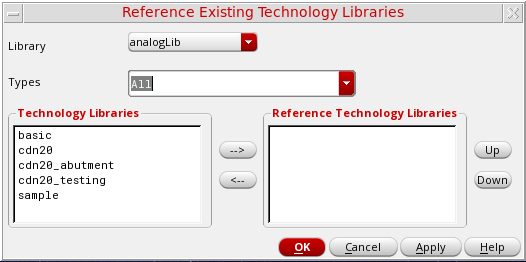 Reference Existing Technology Libraries
Library analogLib
Types All
Technology Libraries Reference Technology Libraries
basic
cdn20
cdn20_abutment
cdn20_testing
sample
-->
<--
Up
Down
OK Cancel Apply Help